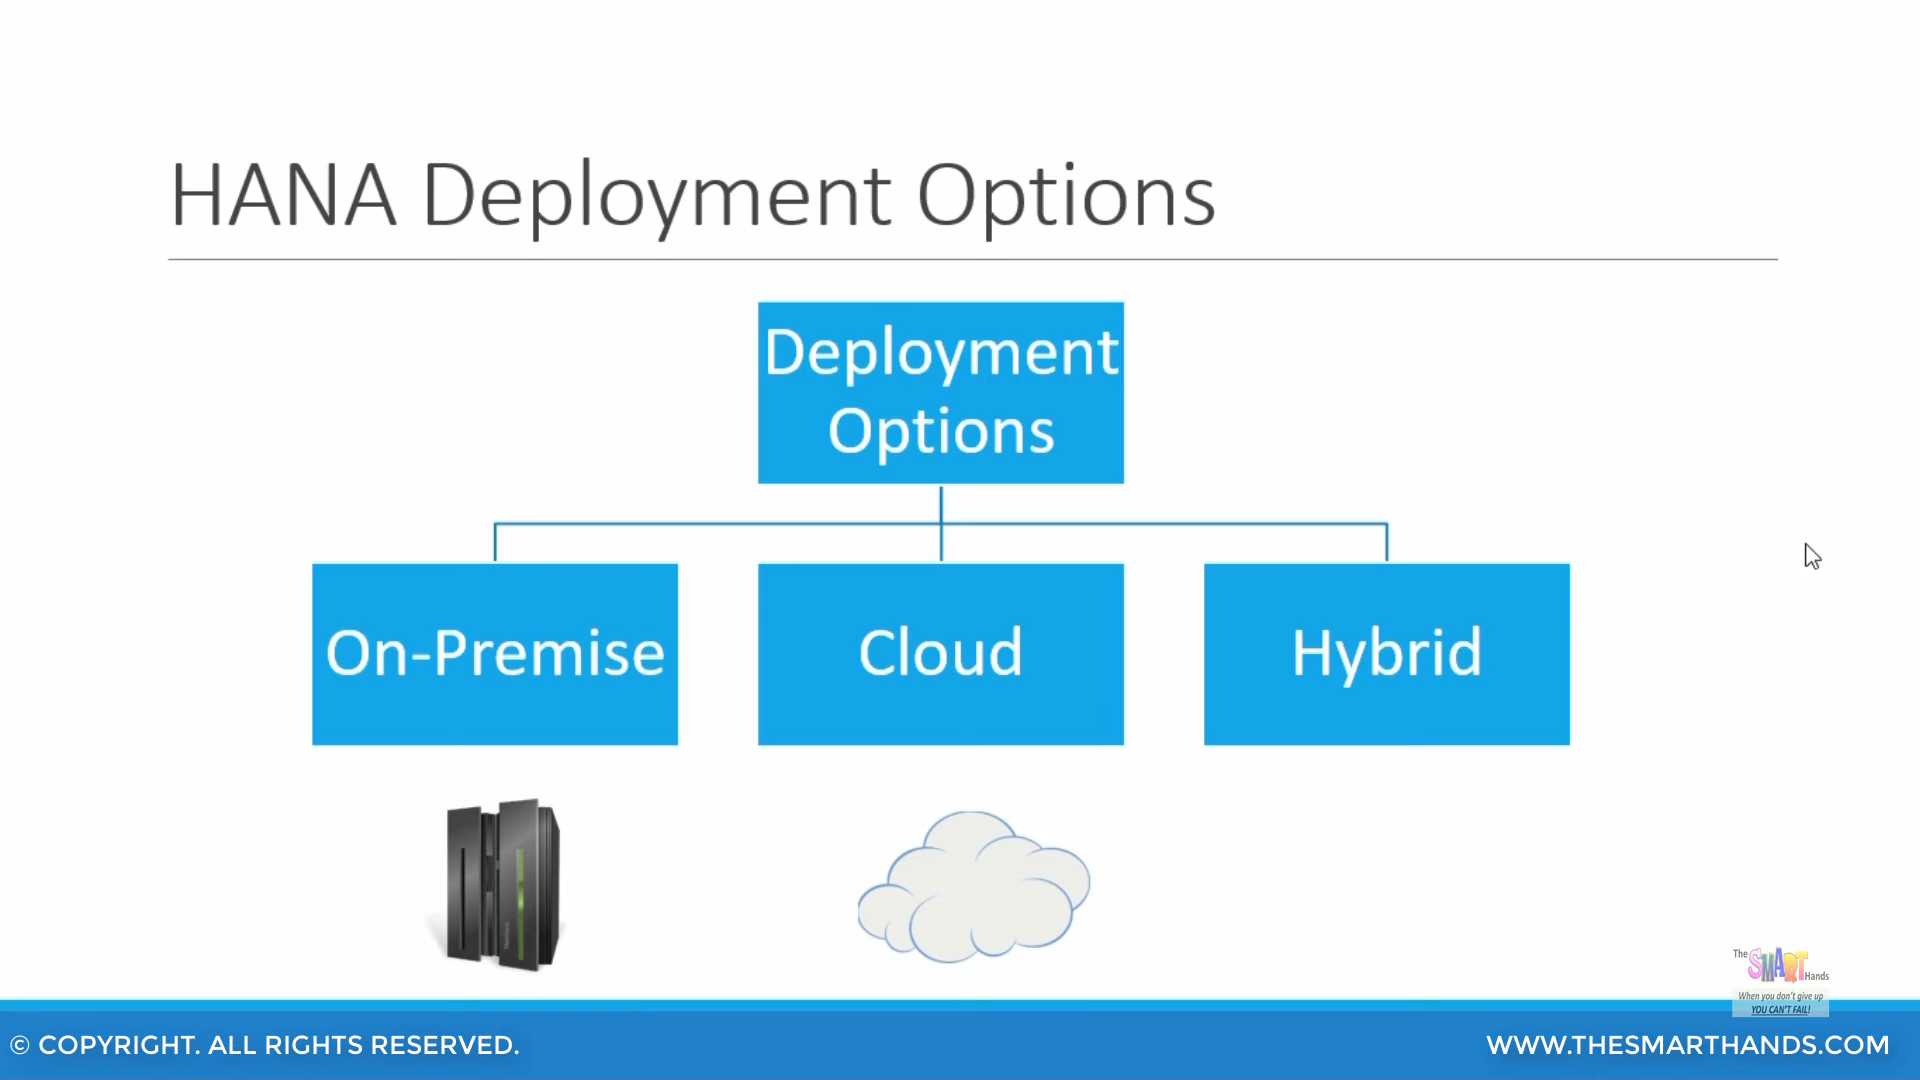 HANA Deployment Options
Deployment
Options
On-Premise
Cloud
Hybrid
The SMART Hands
When you don't give up
YOU CAN'T FAIL!
© COPYRIGHT. ALL RIGHTS RESERVED.
WWW.THESMARTHANDS.COM